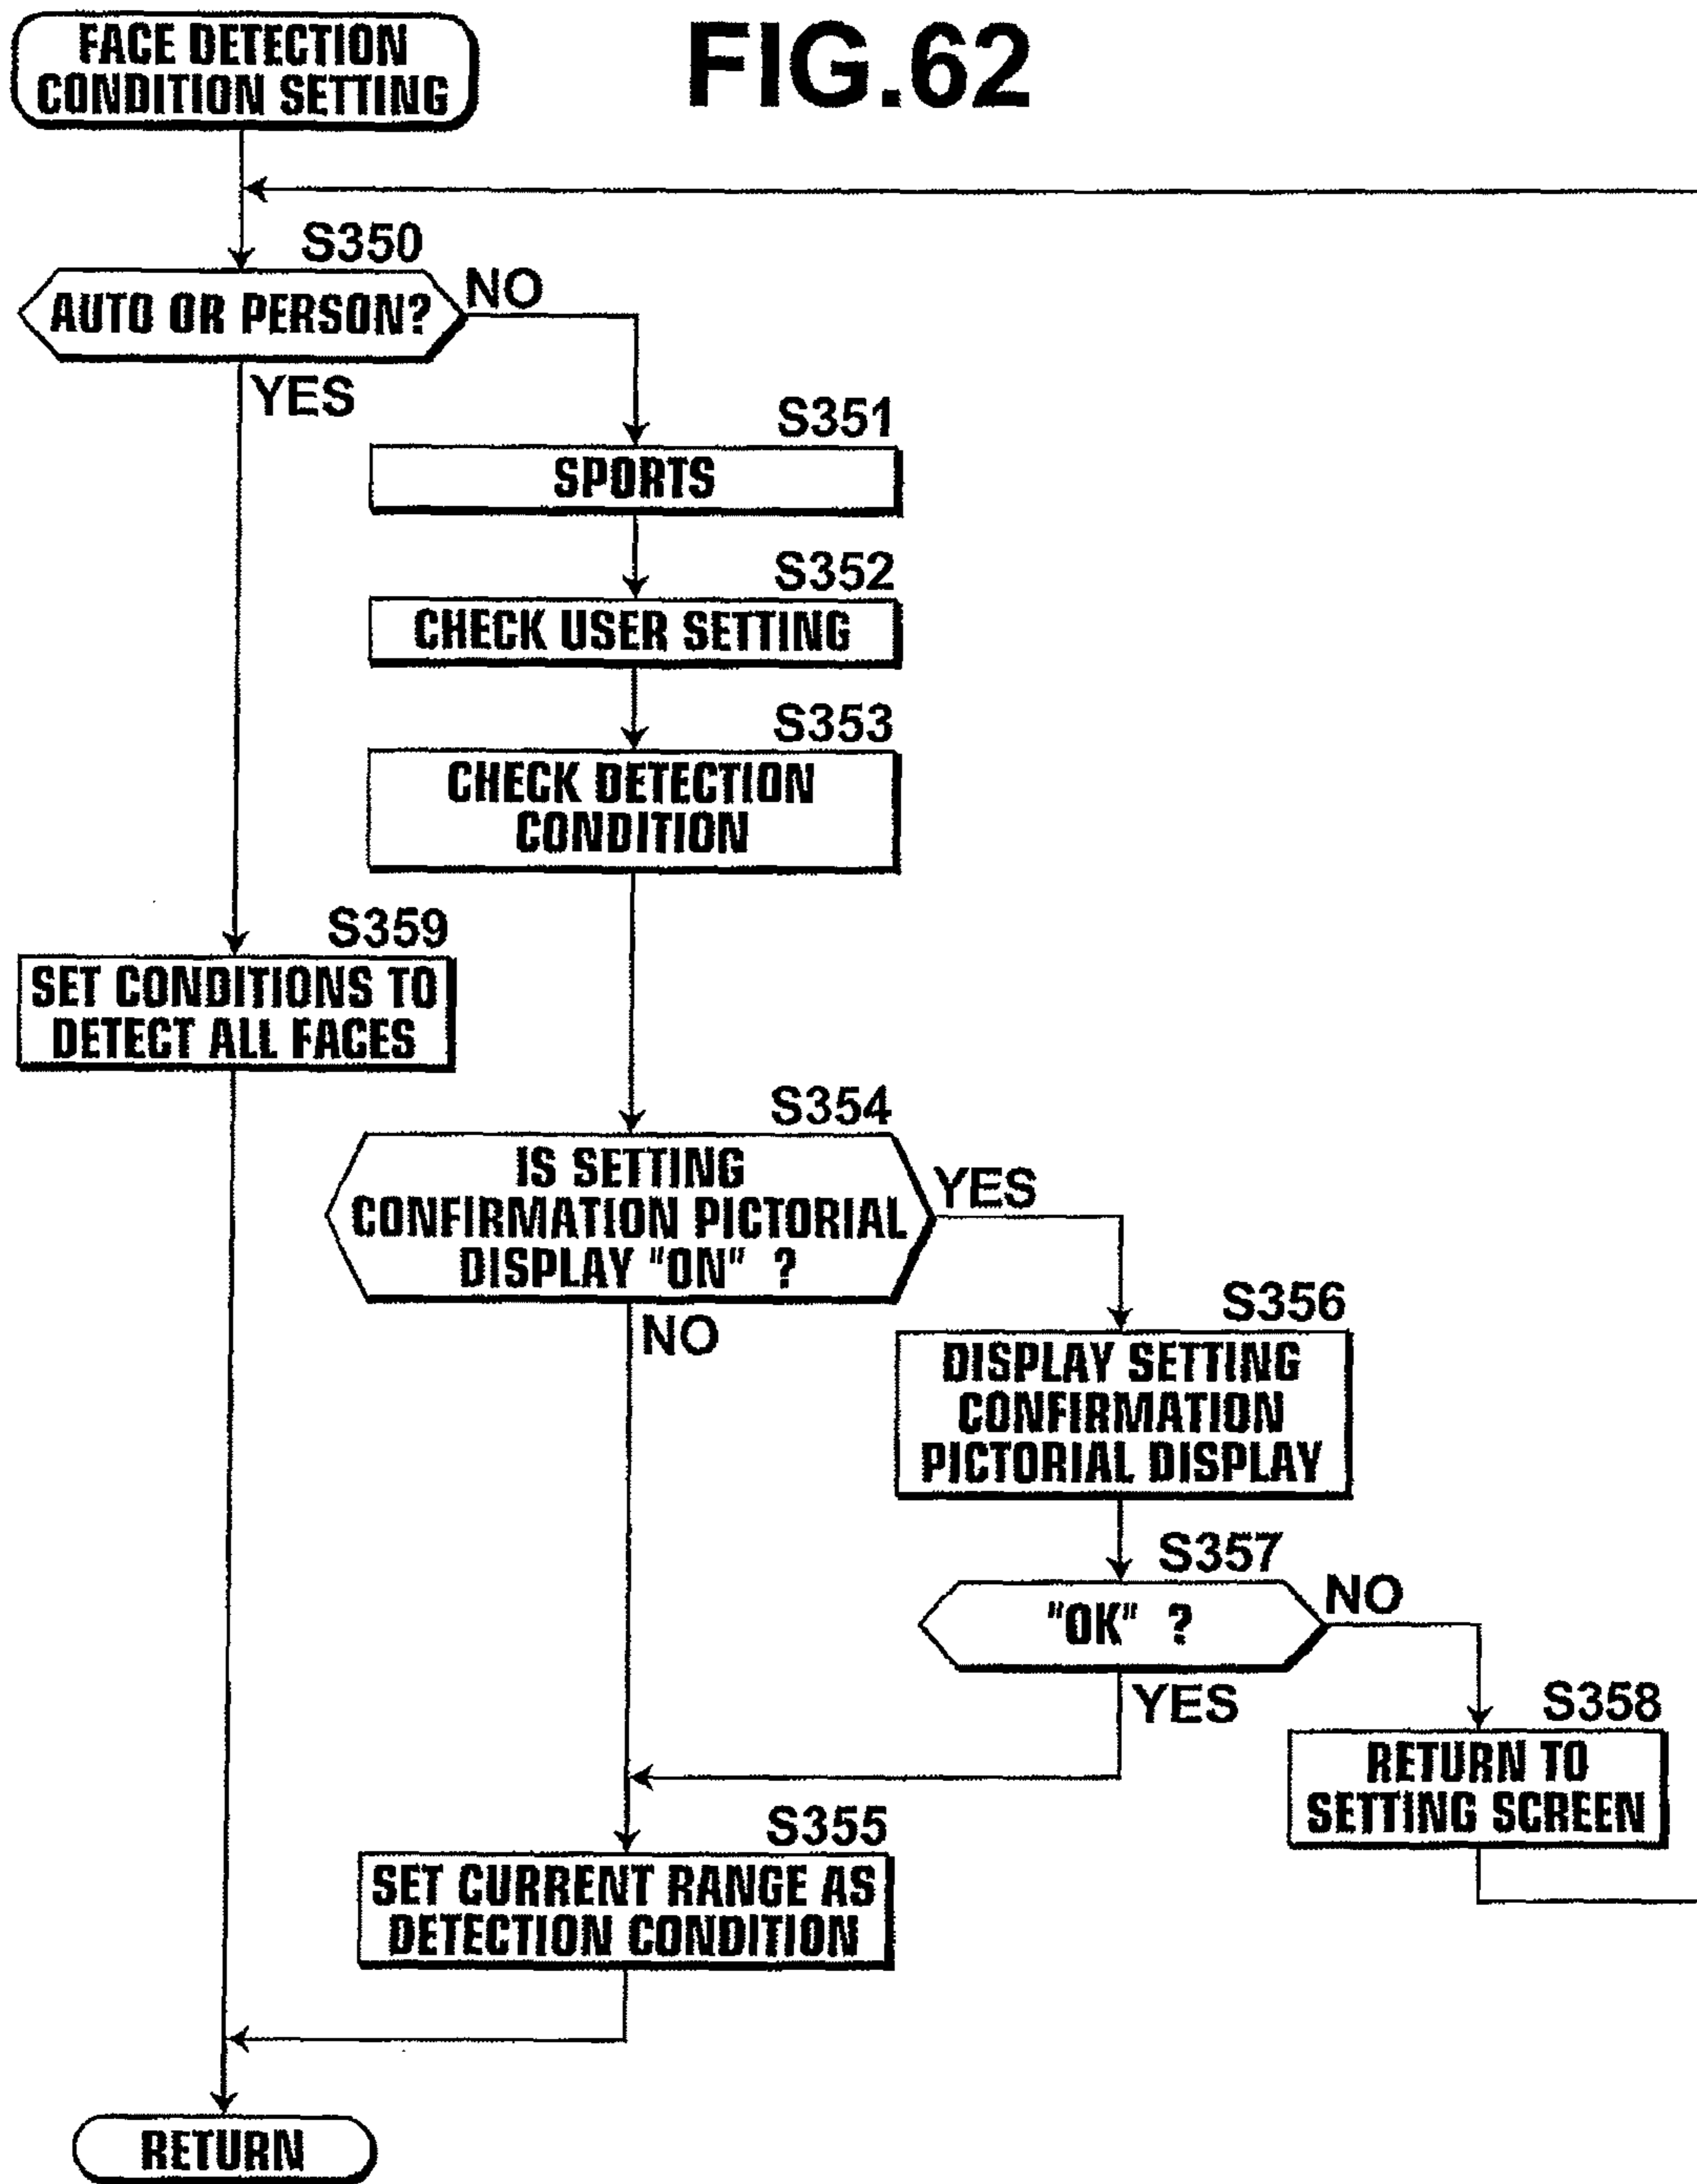 FACE DETECTION
CONDITION SETTING
FIG.62
S350
AUTO OR PERSON?
NO
YES
S351
SPORTS
S352
CHECK USER SETTING
S353
CHECK DETECTION
CONDITION
S359
SET CONDITIONS TO
DETECT ALL FACES
S354
IS SETTING
CONFIRMATION PICTORIAL
DISPLAY "ON" ?
YES
NO
S356
DISPLAY SETTING
CONFIRMATION
PICTORIAL DISPLAY
S357
"OK" ?
NO
YES
S358
RETURN TO
SETTING SCREEN
S355
SET CURRENT RANGE AS
DETECTION CONDITION
RETURN